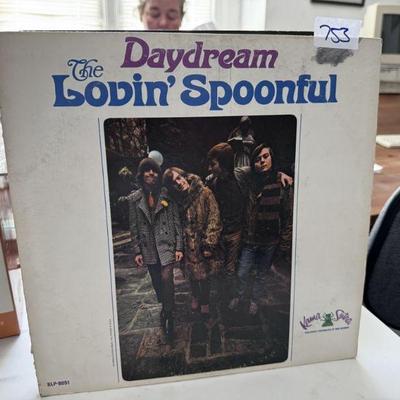 753
Daydream
The
Lovin' Spoonful
Kama Sutra
KLP-8051